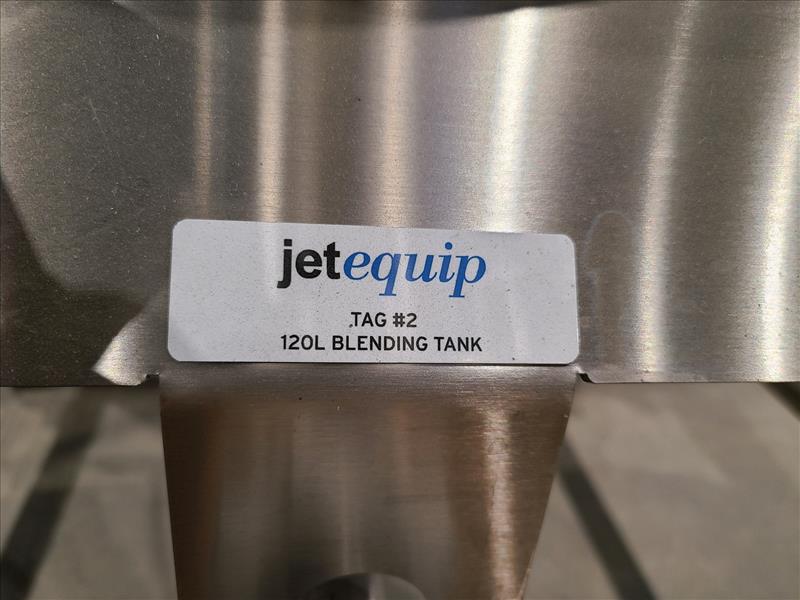 jetequip
TAG #2
120L BLENDING TANK